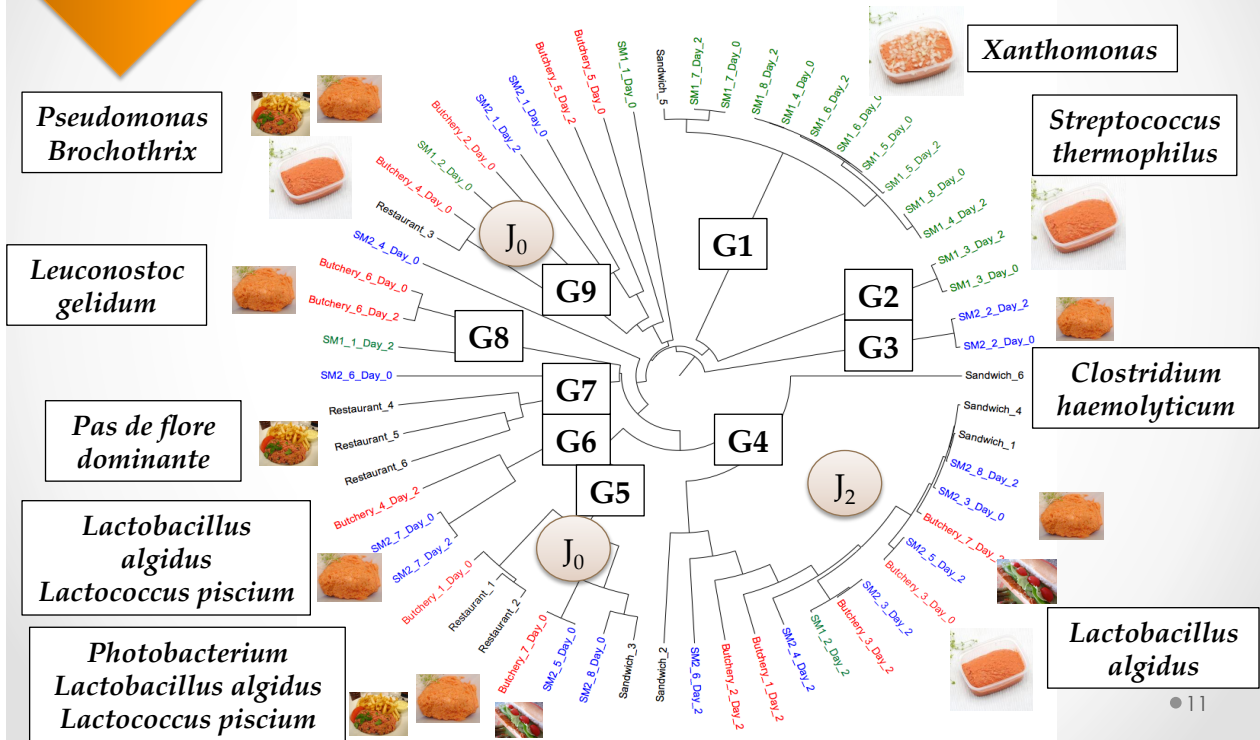 Pseudomonas
Brochothrix
Leuconostoc
gelidum
Pas de flore
dominante
Lactobacillus
algidus
Lactococcus piscium
Photobacterium
Lactobacillus algidus
Lactococcus piscium
Xanthomonas
Streptococcus
thermophilus
Clostridium
haemolyticum
Lactobacillus
algidus
G1
G2
G3
G4
G5
G6
G7
G8
G9
J0
J0
J2
Sandwich_5
SM1_7_Day_2
SM1_7_Day_0
SM1_8_Day_2
SM1_4_Day_0
SM1_6_Day_2
SM1_6_Day_0
SM1_5_Day_0
SM1_5_Day_2
SM1_8_Day_0
SM1_4_Day_2
SM1_3_Day_2
SM1_3_Day_0
SM2_2_Day_2
SM2_2_Day_0
Sandwich_6
Sandwich_4
Sandwich_1
SM2_8_Day_2
SM2_3_Day_0
Butchery_7_Day_2
SM2_5_Day_2
Butchery_3_Day_0
SM2_3_Day_2
Butchery_3_Day_2
SM1_2_Day_2
SM2_4_Day_2
Butchery_1_Day_2
Butchery_2_Day_2
SM2_6_Day_2
Sandwich_2
Sandwich_3
SM2_8_Day_0
SM2_5_Day_0
Butchery_7_Day_0
Restaurant_2
Restaurant_1
Butchery_1_Day_0
SM2_7_Day_2
SM2_7_Day_0
Butchery_4_Day_2
Restaurant_6
Restaurant_5
Restaurant_4
SM2_6_Day_0
SM1_1_Day_2
Butchery_6_Day_2
Butchery_6_Day_0
SM2_4_Day_0
Restaurant_3
Butchery_4_Day_0
SM1_2_Day_0
Butchery_2_Day_0
SM2_1_Day_2
SM2_1_Day_0
Butchery_5_Day_2
Butchery_5_Day_0
SM1_1_Day_0
11